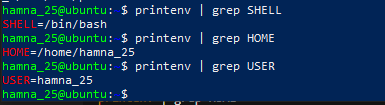 hamna_25@ubuntu: $ printenv | grep SHELL
SHELL=/bin/bash
hamna_25@ubuntu: $ printenv | grep HOME
HOME=/home/hamna_25
hamna_25@ubuntu: $ printenv | grep USER
USER=hamna_25
hamna_25@ubuntu: $